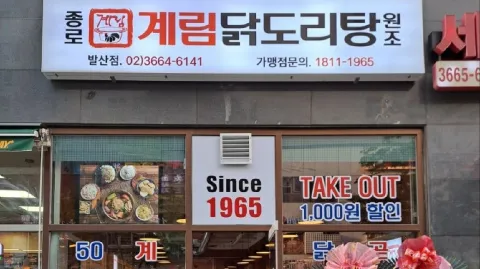 종로 계림 계림닭도리탕 원조
발산점. 02)3664-6141 가맹점문의. 1811-1965
3665-6
Since
1965
TAKE OUT
1,000원 할인
50 계 닭